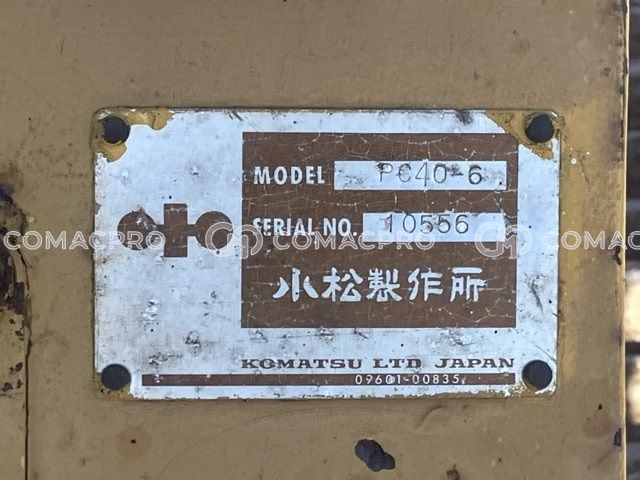 MODEL PC40-6
SERIAL NO. 10556
COMACPRO COMACPRO COMACPRO
小松製作所
KOMATSU LTD JAPAN
09601-00835